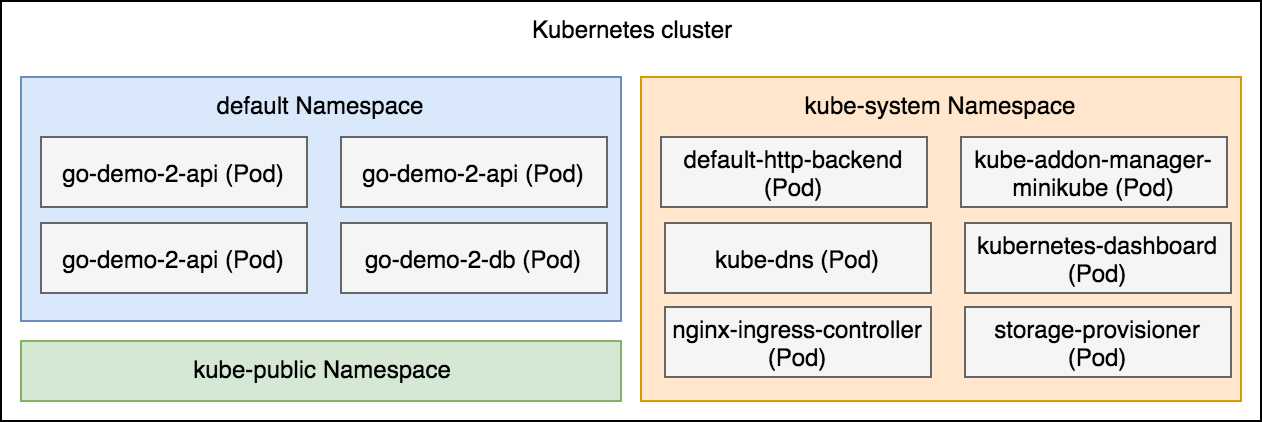 Kubernetes cluster
default Namespace
go-demo-2-api (Pod)
go-demo-2-api (Pod)
go-demo-2-api (Pod)
go-demo-2-db (Pod)
kube-public Namespace
kube-system Namespace
default-http-backend
(Pod)
kube-addon-manager-
minikube (Pod)
kube-dns (Pod)
kubernetes-dashboard
(Pod)
nginx-ingress-controller
(Pod)
storage-provisioner
(Pod)